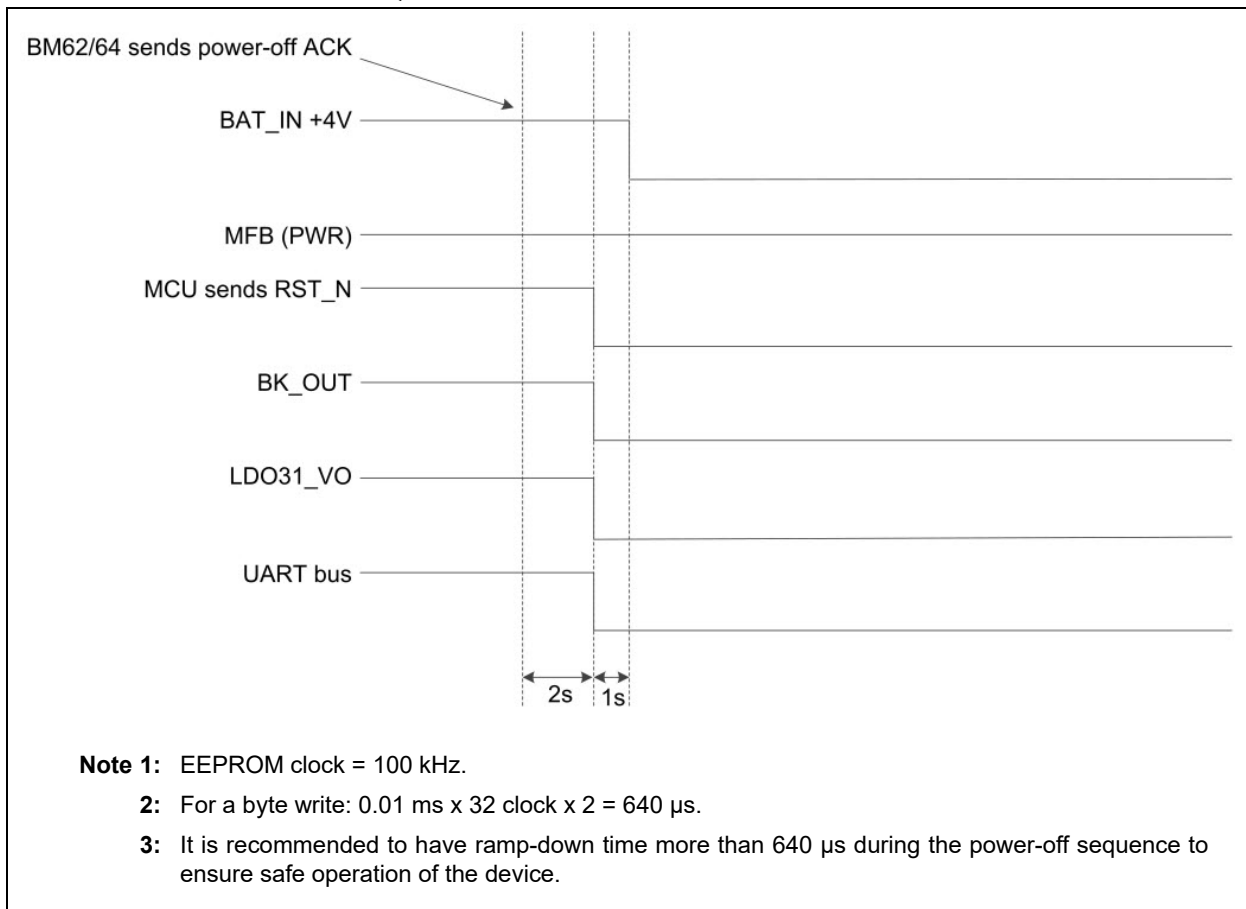 BM62/64 sends power-off ACK
BAT_IN +4V
MFB (PWR)
MCU sends RST_N
BK_OUT
LDO31_VO
UART bus
2s
1s
Note 1: EEPROM clock = 100 kHz.
2: For a byte write: 0.01 ms x 32 clock x 2 = 640 µs.
3: It is recommended to have ramp-down time more than 640 µs during the power-off sequence to
ensure safe operation of the device.